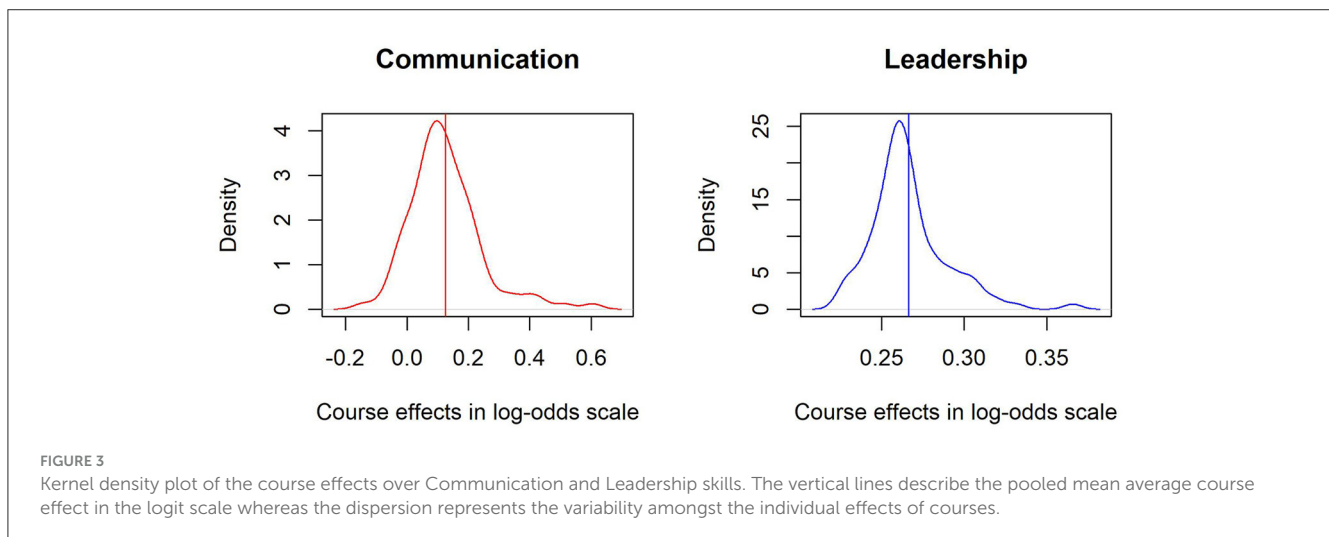 Communication
Leadership
Density
0 1 2 3 4
-0.2 0.0 0.2 0.4 0.6
Course effects in log-odds scale
Density
0 5 15 25
0.25 0.30 0.35
Course effects in log-odds scale
FIGURE 3
Kernel density plot of the course effects over Communication and Leadership skills. The vertical lines describe the pooled mean average course
effect in the logit scale whereas the dispersion represents the variability amongst the individual effects of courses.